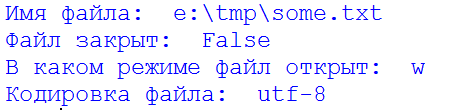 Имя файла:  e:\tmp\some.txt
Файл закрыт:  False
В каком режиме файл открыт:  w
Кодировка файла:  utf-8